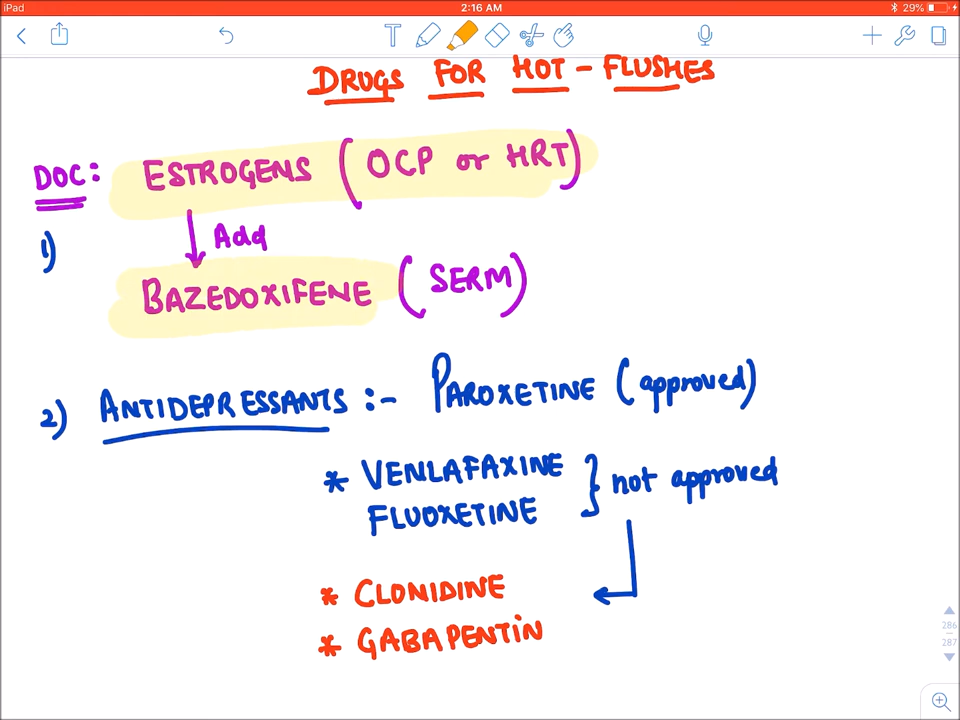 iPad
2:16 AM
29%
T
DRUGS FOR HOT-FLUSHES
DOC: ESTROGENS (OCP or HRT)
1)
Add
BAZEDOXIFENE (SERM)
2) ANTIDEPRESSANTS :- PAROXETINE (approved)
* VENLAFAXINE } not approved
FLUOXETINE
* CLONIDINE
* GABAPENTIN
286
287